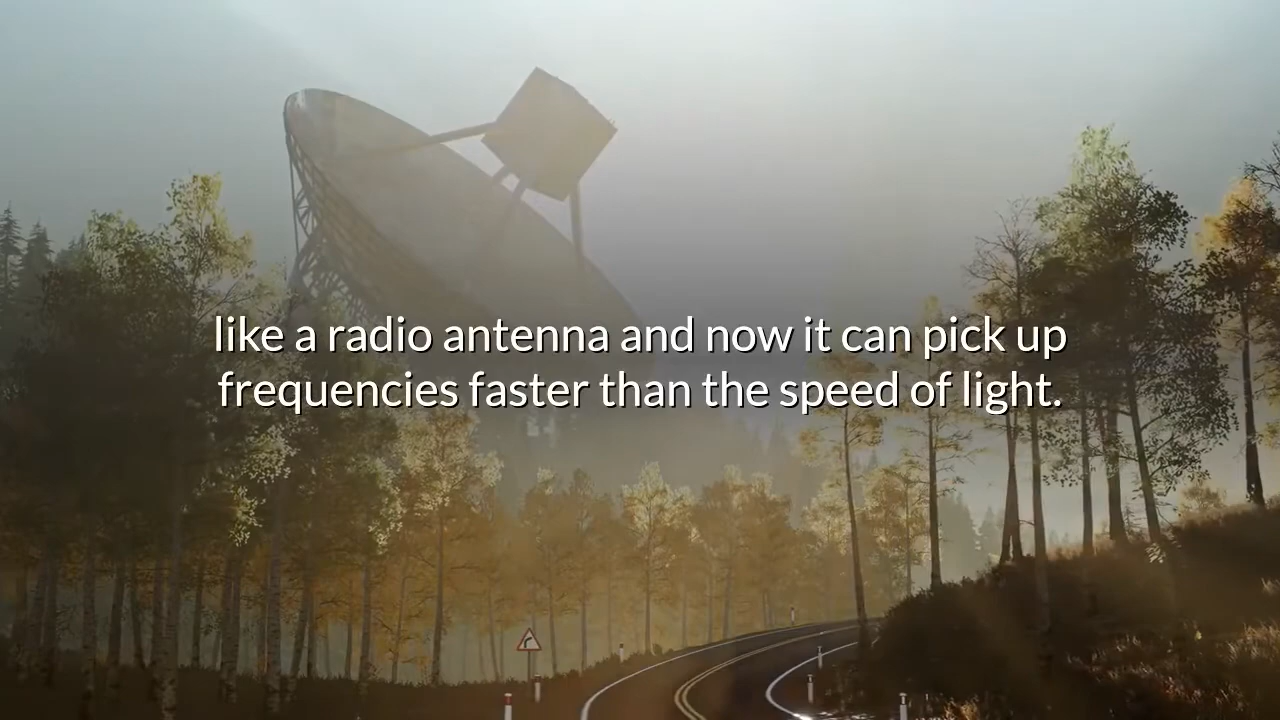 like a radio antenna and now it can pick up
frequencies faster than the speed of light.